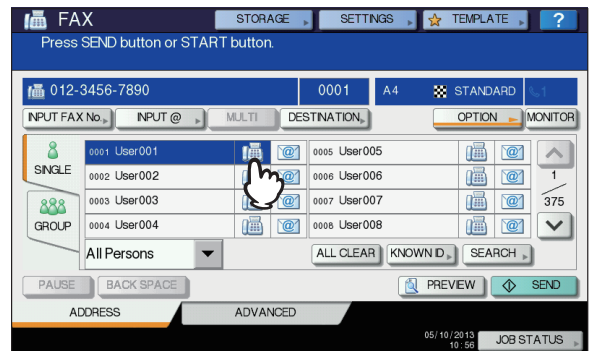 FAX STORAGE SETTINGS TEMPLATE ?
Press SEND button or START button.
012-3456-7890 0001 A4 STANDARD 1
INPUT FAX No. INPUT @ MULTI DESTINATION OPTION MONITOR
SINGLE
GROUP
0001 User001 @ 0005 User005 @
0002 User002 @ 0006 User006 @
0003 User003 @ 0007 User007 @
0004 User004 @ 0008 User008 @
1
375
All Persons ALL CLEAR KNOWN ID SEARCH
PAUSE BACK SPACE PREVIEW SEND
ADDRESS ADVANCED
05/10/2013
10:56
JOB STATUS